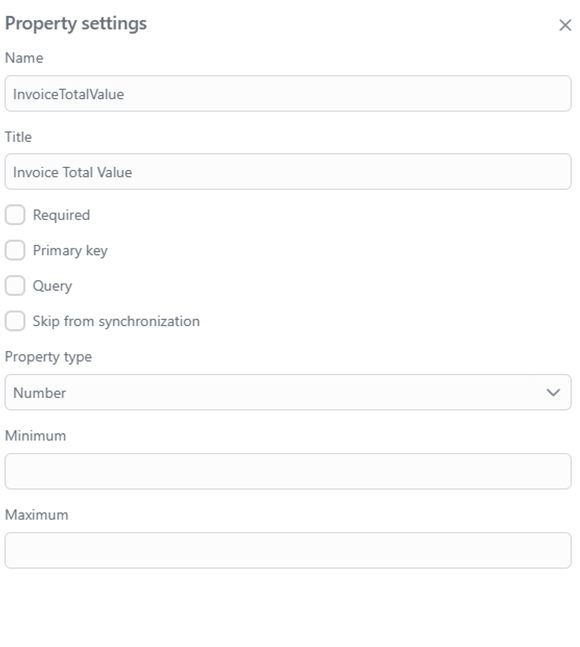 Property settings
Name
InvoiceTotalValue
Title
Invoice Total Value
Required
Primary key
Query
Skip from synchronization
Property type
Number
Minimum
Maximum